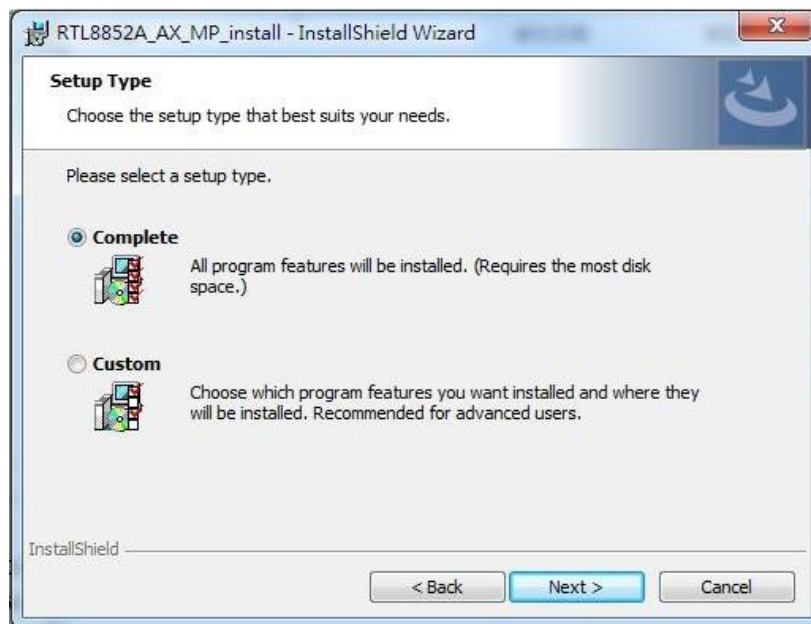 RTL8852A_AX_MP_install - InstallShield Wizard
Setup Type
Choose the setup type that best suits your needs.
Please select a setup type.
Complete
All program features will be installed. (Requires the most disk
space.)
Custom
Choose which program features you want installed and where they
will be installed. Recommended for advanced users.
InstallShield
< Back
Next >
Cancel